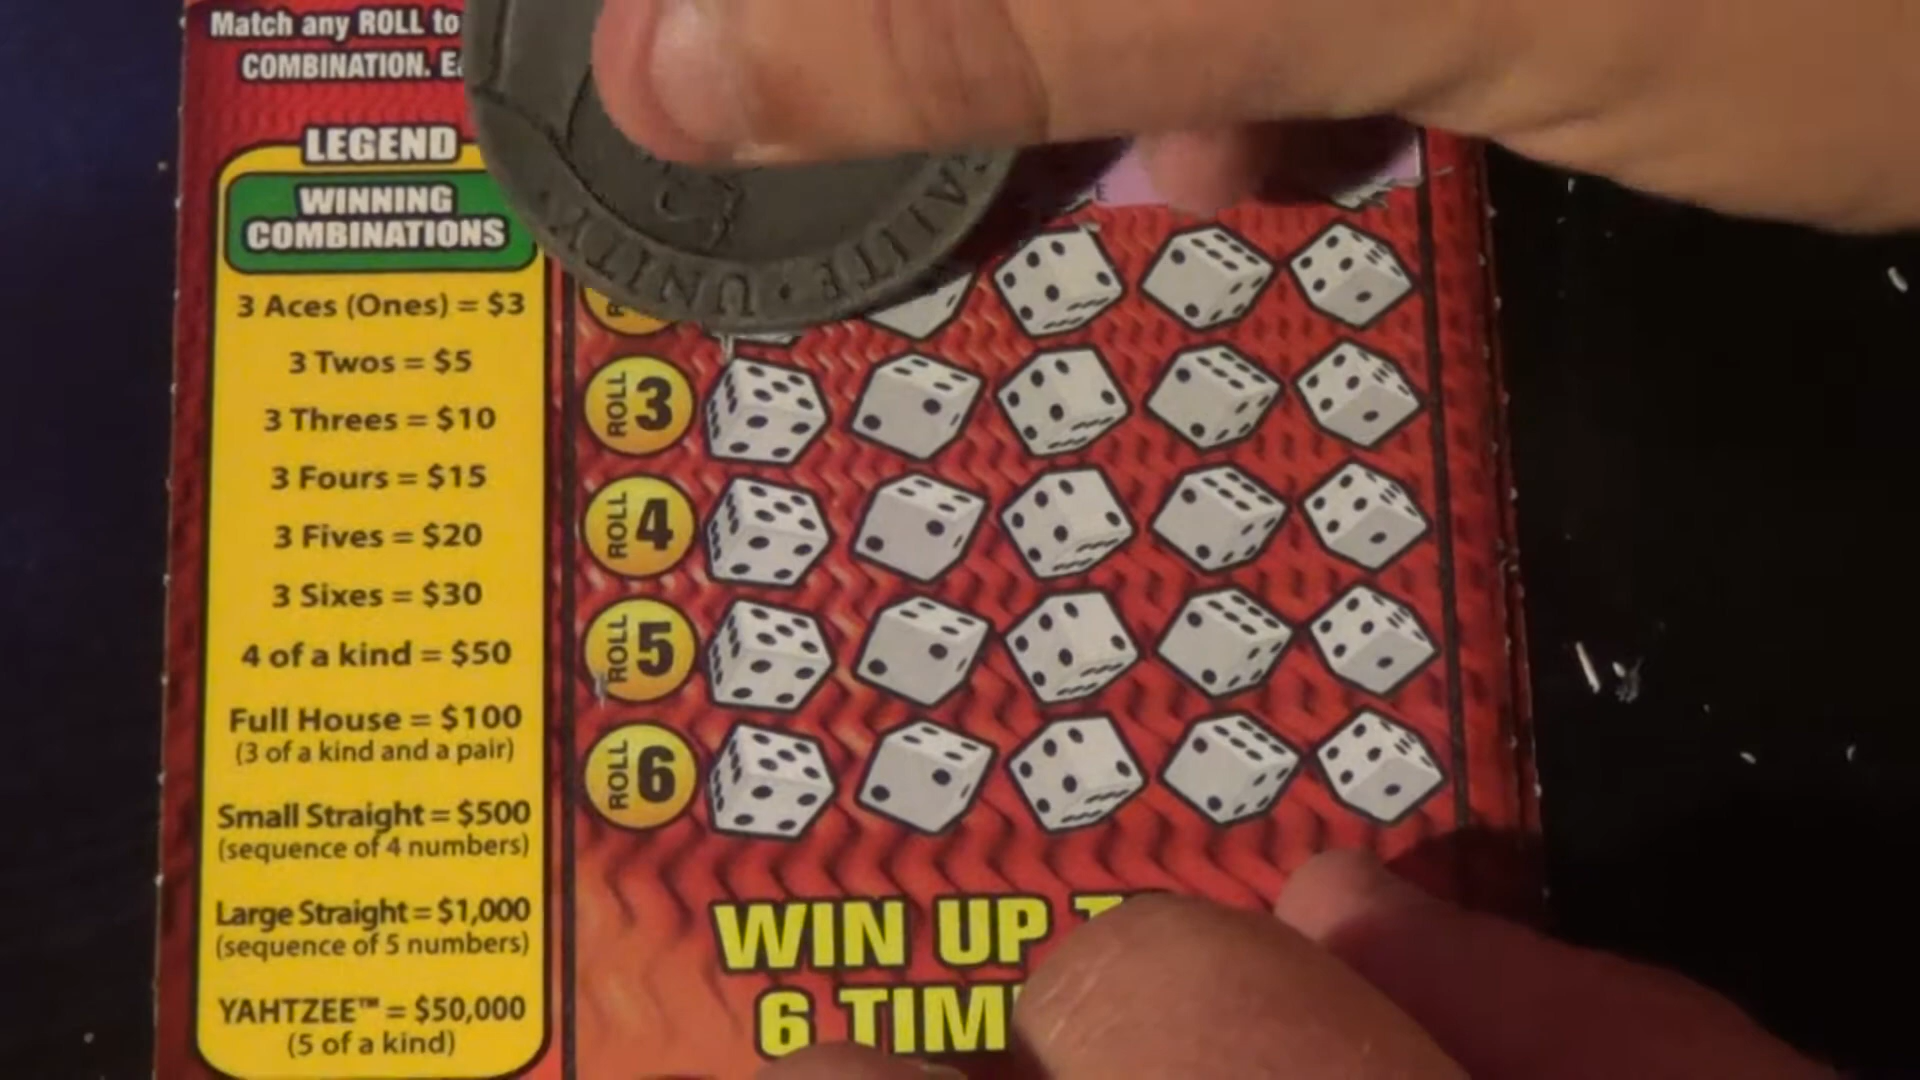 Match any ROLL to
COMBINATION.
LEGEND
WINNING
COMBINATIONS
3 Aces (Ones) = $3
3 Twos = $5
3 Threes = $10
3 Fours = $15
3 Fives = $20
3 Sixes = $30
4 of a kind = $50
Full House = $100
(3 of a kind and a pair)
Small Straight = $500
(sequence of 4 numbers)
Large Straight = $1,000
(sequence of 5 numbers)
YAHTZEE™ = $50,000
(5 of a kind)
UNITY
ROLL 3
ROLL 4
ROLL 5
ROLL 6
WIN UP
6